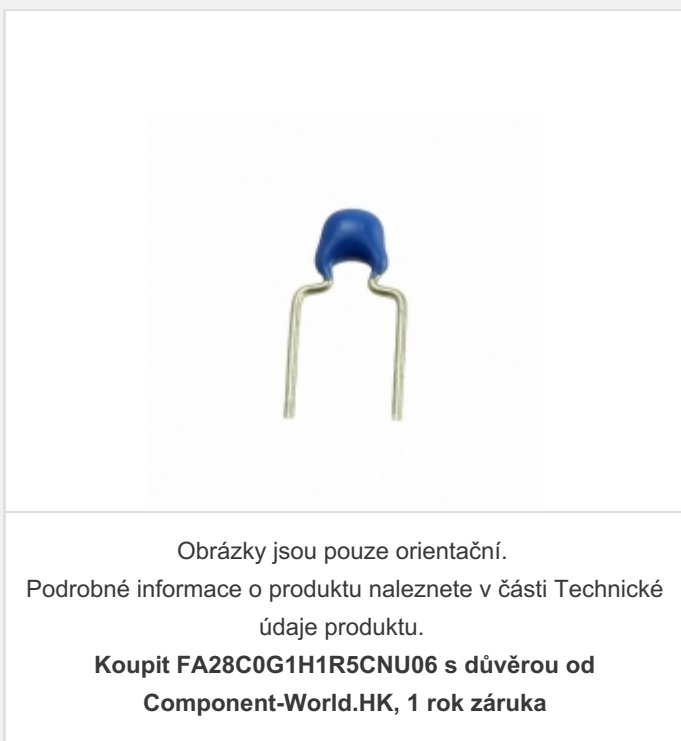 Obrázky jsou pouze orientační.
Podrobné informace o produktu naleznete v části Technické
údaje produktu.
Koupit FA28C0G1H1R5CNU06 s důvěrou od
Component-World.HK, 1 rok záruka